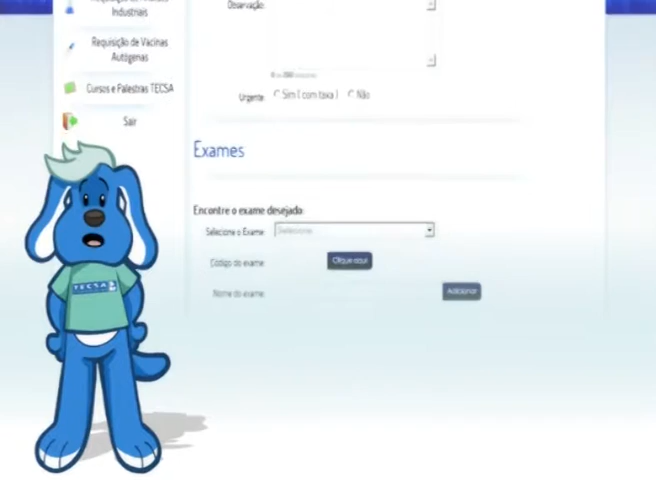 Industriais
Requisição de Vacinas
Autógenas
Cursos e Palestras TECSA
Sair
Observação:
Urgente: Sim ( com taxa ) Não
Exames
Encontre o exame desejado:
Selecione o Exame: Selecione
Código do exame: Clique aqui
Nome do exame: Adicionar
TECSA